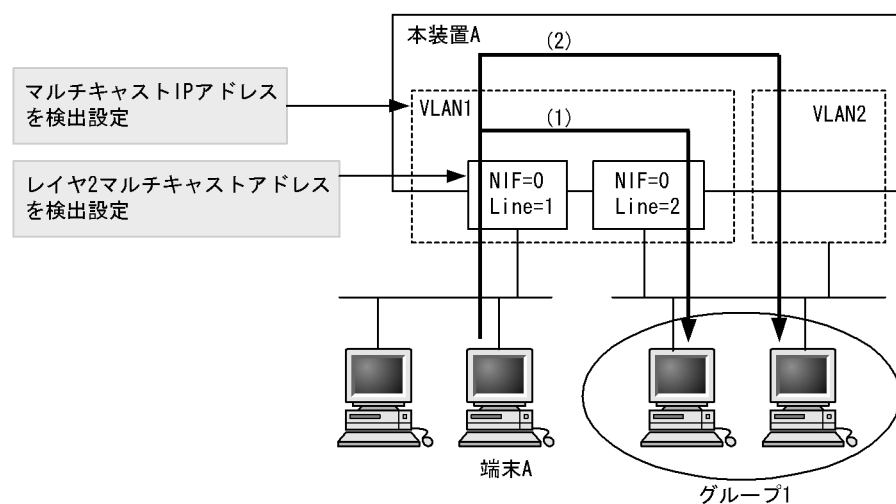 本装置A
(2)
マルチキャストIPアドレス
を検出設定
VLAN1
(1)
VLAN2
レイヤ2マルチキャストアドレス
を検出設定
NIF=0
Line=1
NIF=0
Line=2
端末A
グループ1